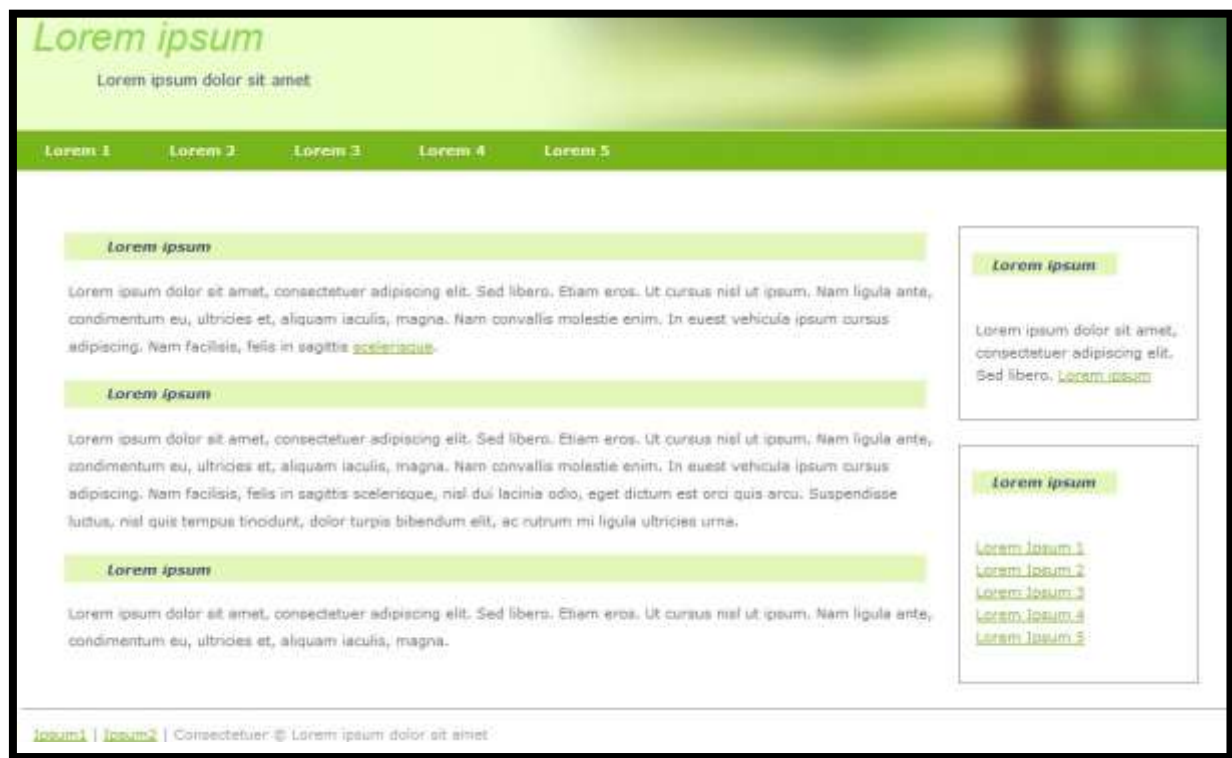 Lorem ipsum
Lorem ipsum dolor sit amet
Lorem 1 Lorem 2 Lorem 3 Lorem 4 Lorem 5
Lorem ipsum
Lorem ipsum dolor sit amet, consectetuer adipiscing elit. Sed libero. Etiam eros. Ut cursus nisl ut ipsum. Nam ligula ante,
condimentum eu, ultricies et, aliquam iaculis, magna. Nam convallis molestie enim. In euest vehicula ipsum cursus
adipiscing. Nam facilisis, felis in sagittis scelerisque.
Lorem ipsum
Lorem ipsum dolor sit amet, consectetuer adipiscing elit. Sed libero. Etiam eros. Ut cursus nisl ut ipsum. Nam ligula ante,
condimentum eu, ultricies et, aliquam iaculis, magna. Nam convallis molestie enim. In euest vehicula ipsum cursus
adipiscing. Nam facilisis, felis in sagittis scelerisque, nisl dui lacinia odio, eget dictum est orci quis arcu. Suspendisse
luctus, nisl quis tempus tincidunt, dolor turpis bibendum elit, ac rutrum mi ligula ultricies urna.
Lorem ipsum
Lorem ipsum dolor sit amet, consectetuer adipiscing elit. Sed libero. Etiam eros. Ut cursus nisl ut ipsum. Nam ligula ante,
condimentum eu, ultricies et, aliquam iaculis, magna.
Lorem ipsum
Lorem ipsum dolor sit amet,
consectetuer adipiscing elit.
Sed libero. Lorem ipsum
Lorem ipsum
Lorem Ipsum 1
Lorem Ipsum 2
Lorem Ipsum 3
Lorem Ipsum 4
Lorem Ipsum 5
Ipsum1 | Ipsum2 | Consectetuer © Lorem ipsum dolor sit amet